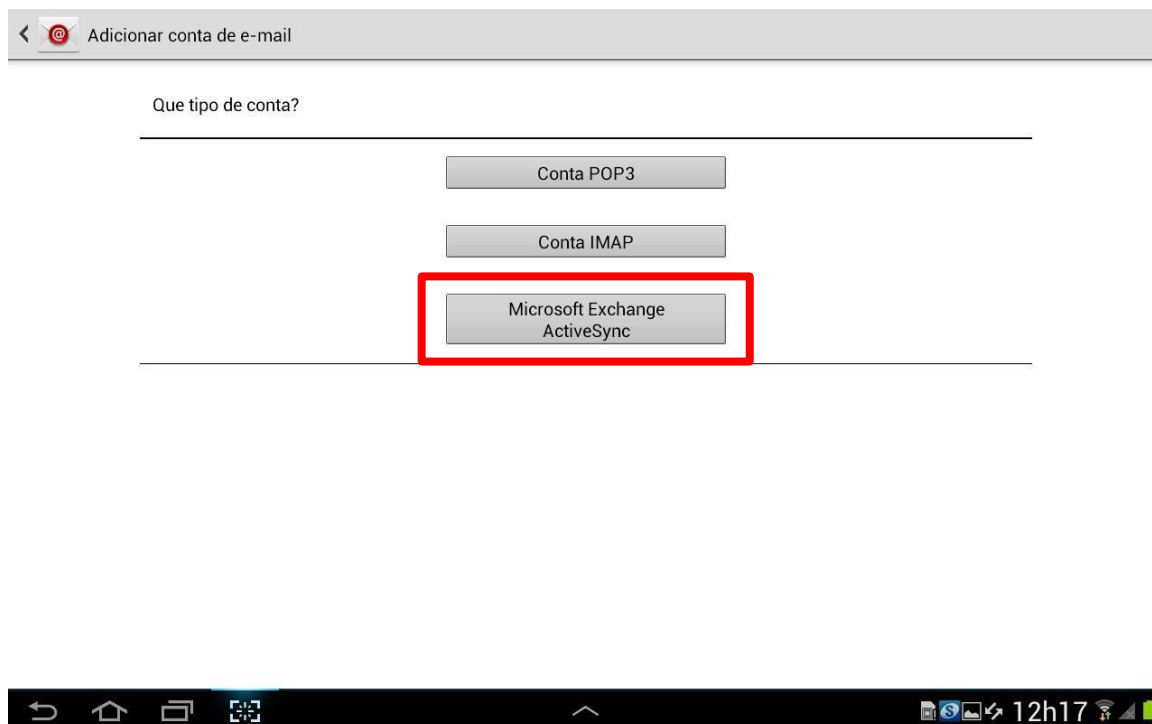 Adicionar conta de e-mail
Que tipo de conta?
Conta POP3
Conta IMAP
Microsoft Exchange
ActiveSync
12h17